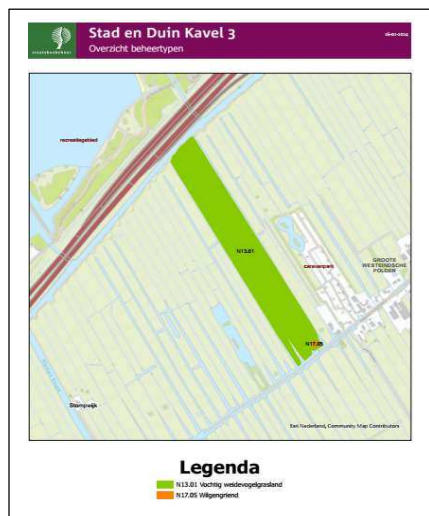 Stad en Duin Kavel 3
Overzicht beheertypen
staatsbosbeheer
recreatiegebied
N13.01
caravanpark
GROOTE
WESTEINDSCHE
POLDER
N17.05
Stompwijk
Esri Nederland, Community Map Contributors
Legenda
N13.01 Vochtig weidevogelgrasland
N17.05 Wilgengriend